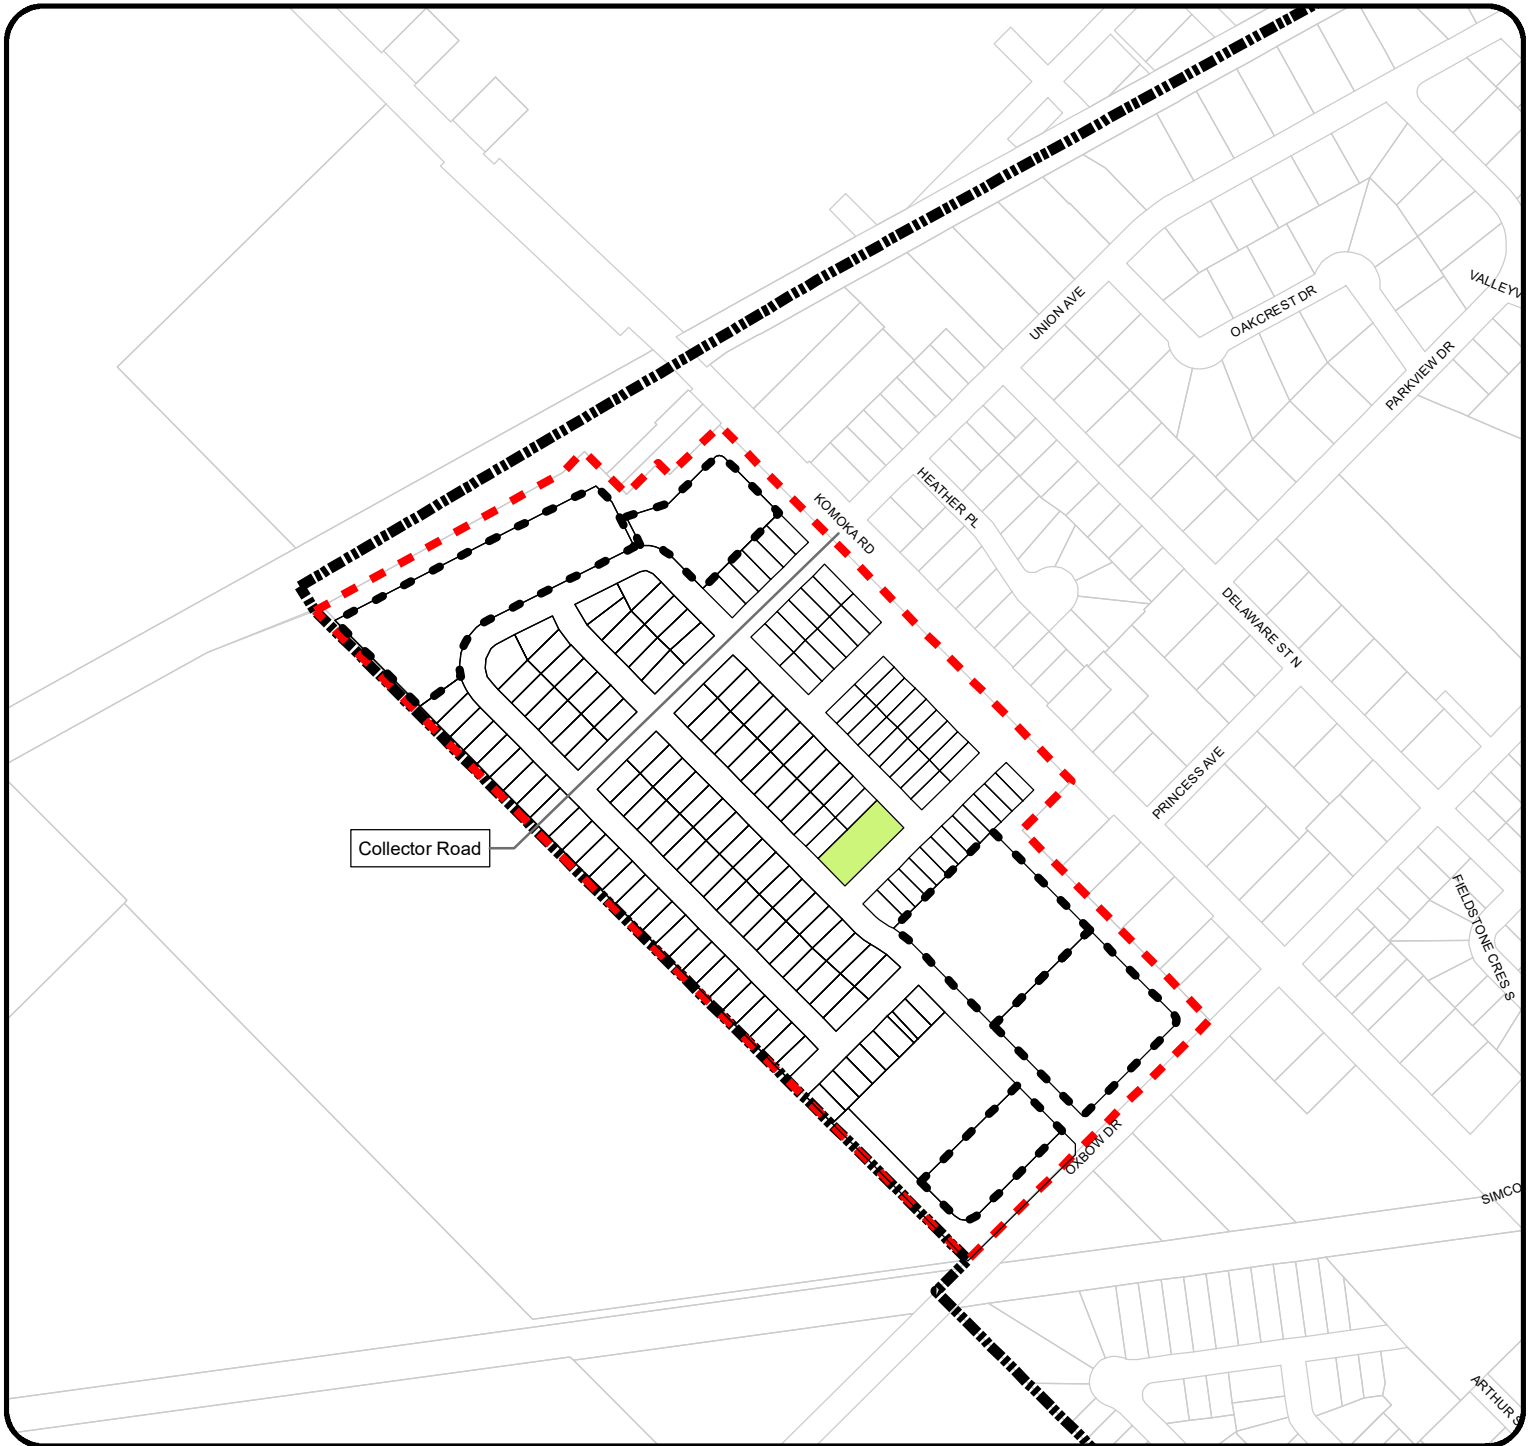 VALLEYV
UNION AVE
OAKCREST DR
PARKVIEW DR
HEATHER PL
KOMOKA RD
DELAWARE ST N
PRINCESS AVE
Collector Road
FIELDSTONE CRES S
OXBOW DR
SIMCO
ARTHUR S